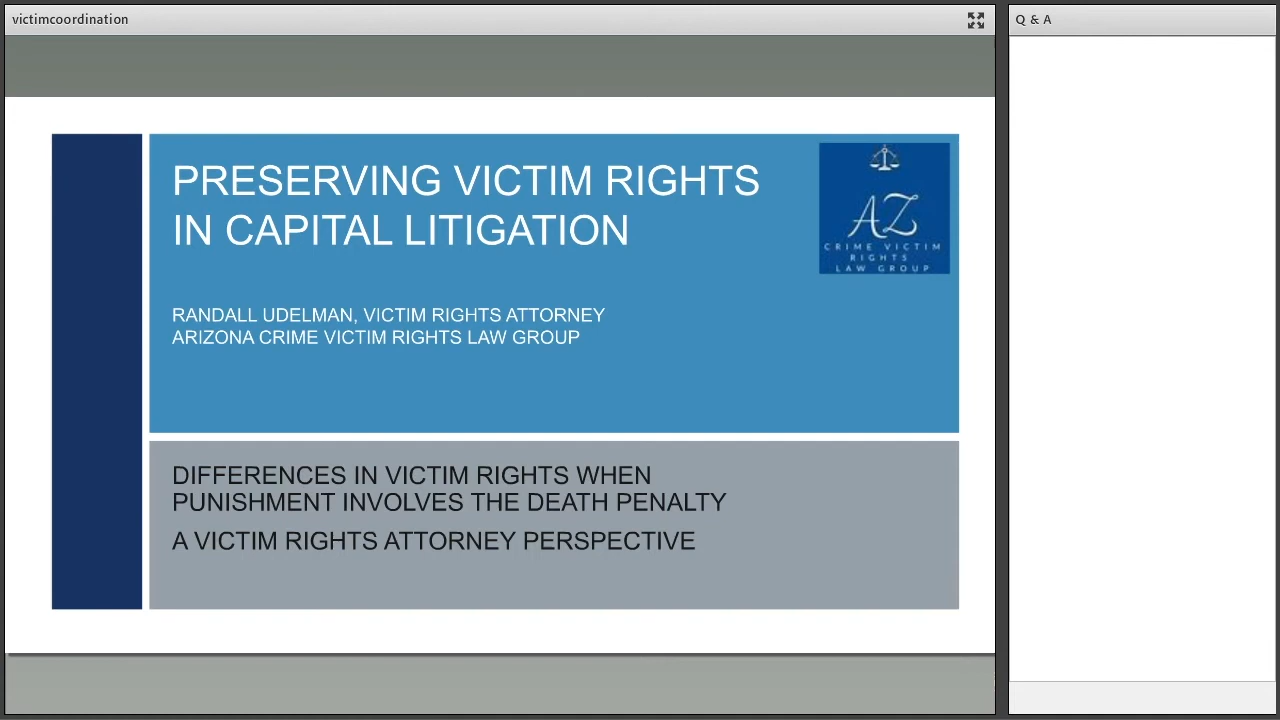 victimcoordination
Q & A
PRESERVING VICTIM RIGHTS
IN CAPITAL LITIGATION
AZ
CRIME VICTIM
RIGHTS
LAW GROUP
RANDALL UDELMAN, VICTIM RIGHTS ATTORNEY
ARIZONA CRIME VICTIM RIGHTS LAW GROUP
DIFFERENCES IN VICTIM RIGHTS WHEN
PUNISHMENT INVOLVES THE DEATH PENALTY
A VICTIM RIGHTS ATTORNEY PERSPECTIVE